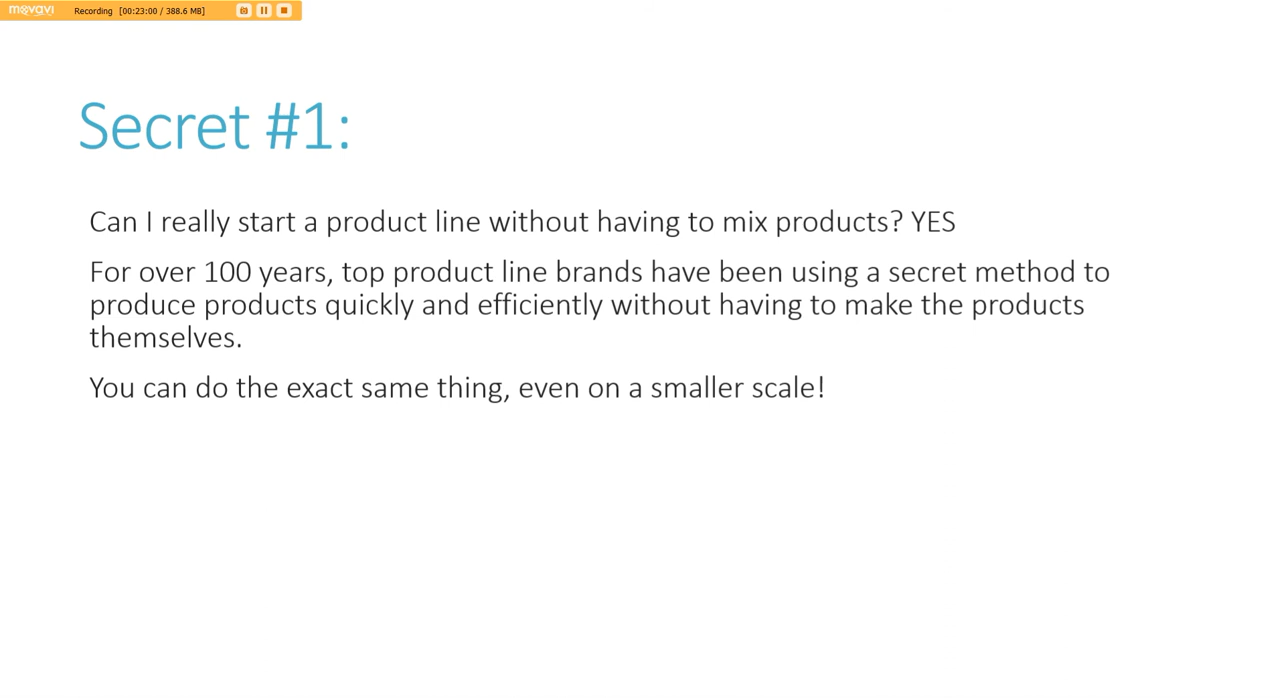 movavi Recording [00:23:00 / 388.6 MB]
Secret #1:
Can I really start a product line without having to mix products? YES
For over 100 years, top product line brands have been using a secret method to
produce products quickly and efficiently without having to make the products
themselves.
You can do the exact same thing, even on a smaller scale!